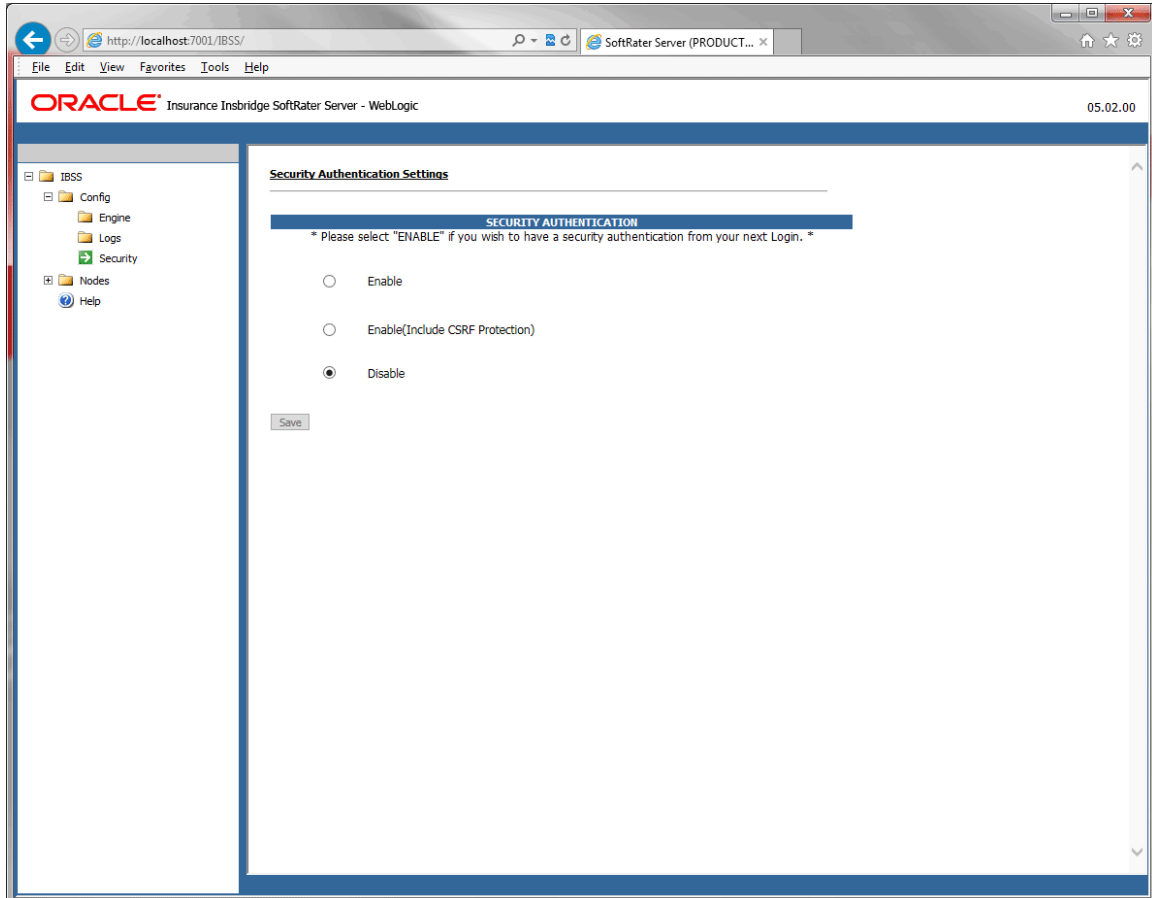 http://localhost:7001/IBSS/
SoftRater Server (PRODUCT...
File Edit View Favorites Tools Help
ORACLE Insurance Insbridge SoftRater Server - WebLogic
05.02.00
IBSS
Config
Engine
Logs
Security
Nodes
Help
Security Authentication Settings
SECURITY AUTHENTICATION
* Please select "ENABLE" if you wish to have a security authentication from your next Login. *
Enable
Enable(Include CSRF Protection)
Disable
Save